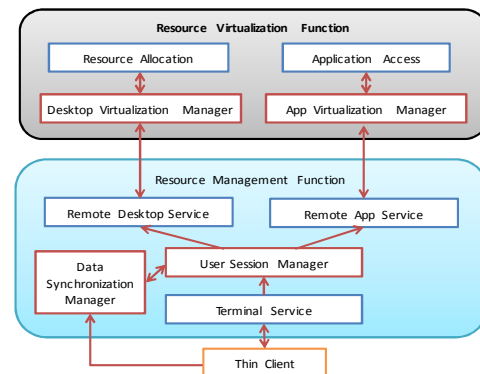 Resource Virtualization Function
Resource Allocation
Application Access
Desktop Virtualization Manager
App Virtualization Manager
Resource Management Function
Remote Desktop Service
Remote App Service
Data
Synchronization
Manager
User Session Manager
Terminal Service
Thin Client